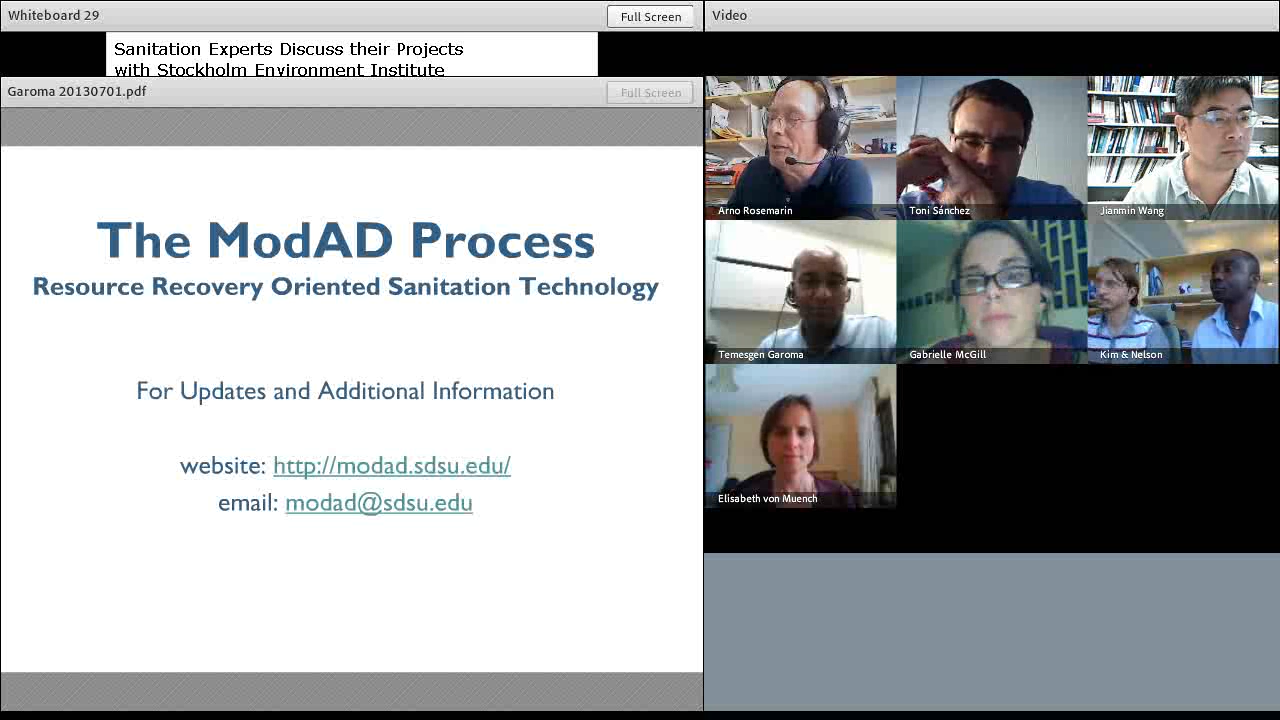 Whiteboard 29
Full Screen
Video
Sanitation Experts Discuss their Projects
with Stockholm Environment Institute
Garoma 20130701.pdf
Full Screen
The ModAD Process
Resource Recovery Oriented Sanitation Technology
For Updates and Additional Information
website: http://modad.sdsu.edu/
email: modad@sdsu.edu
Arno Rosemarin
Toni Sánchez
Jianmin Wang
Temesgen Garoma
Gabrielle McGill
Kim & Nelson
Elisabeth von Muench